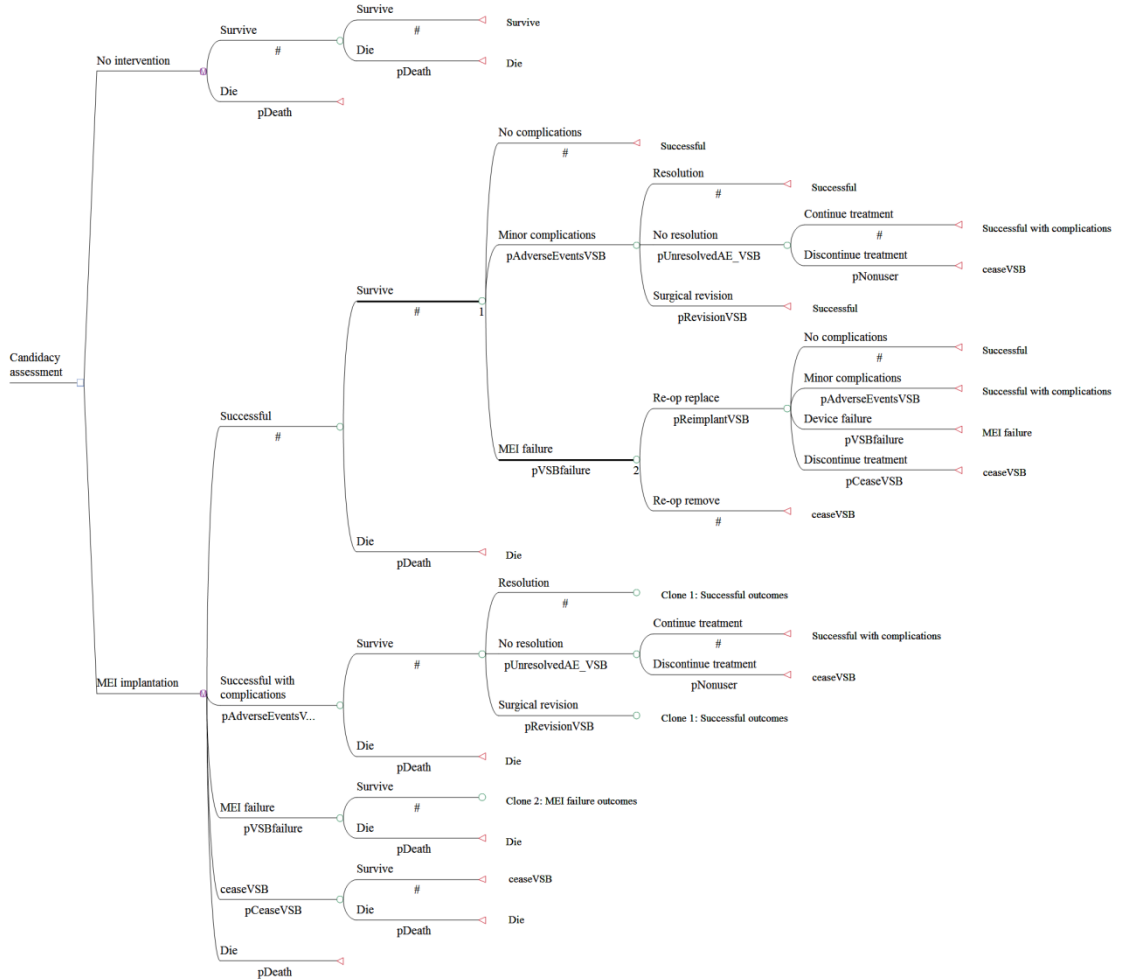 Survive
#
Survive
#
Survive
Die
pDeath
Die
No intervention
Die
pDeath
No complications
#
Successful
Resolution
#
Successful
Minor complications
pAdverseEventsVSB
No resolution
pUnresolvedAE_VSB
Continue treatment
#
Successful with complications
Discontinue treatment
pNonuser
ceaseVSB
Surgical revision
pRevisionVSB
Successful
Survive
#
1
Candidacy
assessment
Successful
#
MEI failure
pVSBfailure
2
Re-op replace
pReimplantVSB
No complications
#
Successful
Minor complications
pAdverseEventsVSB
Successful with complications
Device failure
pVSBfailure
MEI failure
Discontinue treatment
pCeaseVSB
ceaseVSB
Re-op remove
#
ceaseVSB
Die
pDeath
Die
MEI implantation
Successful with
complications
pAdverseEventsV...
Survive
#
Resolution
#
Clone 1: Successful outcomes
No resolution
pUnresolvedAE_VSB
Continue treatment
#
Successful with complications
Discontinue treatment
pNonuser
ceaseVSB
Surgical revision
pRevisionVSB
Clone 1: Successful outcomes
Die
pDeath
Die
MEI failure
pVSBfailure
Survive
#
Clone 2: MEI failure outcomes
Die
pDeath
Die
ceaseVSB
pCeaseVSB
Survive
#
ceaseVSB
Die
pDeath
Die
Die
pDeath